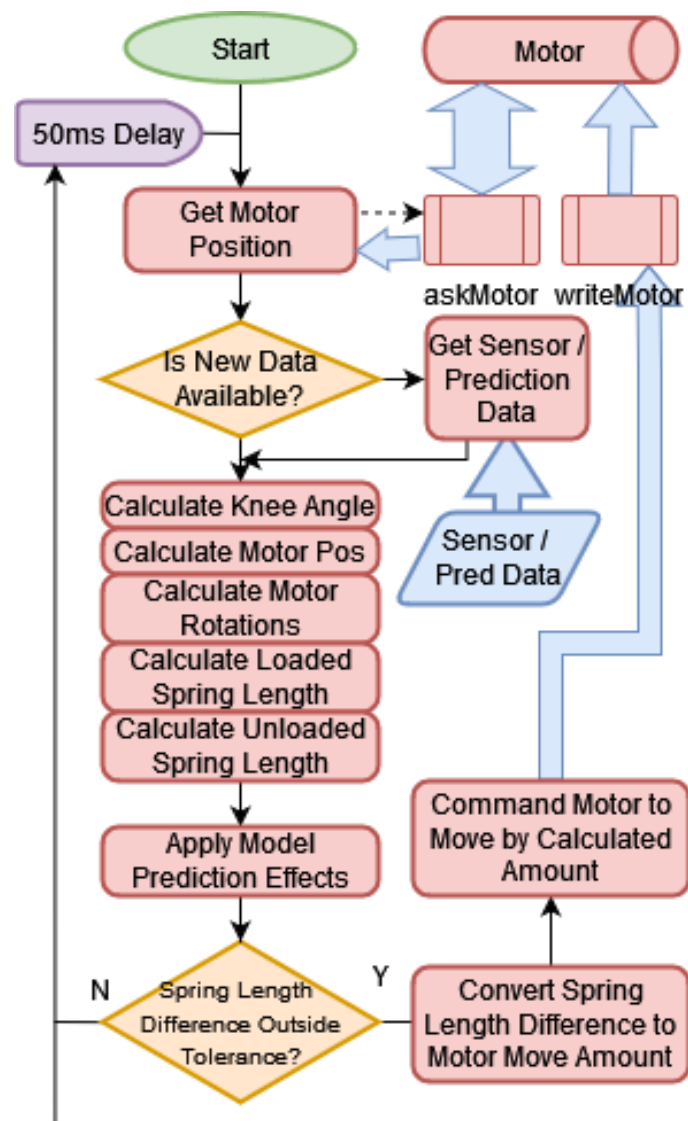 Start
Motor
50ms Delay
Get Motor
Position
askMotor
writeMotor
Is New Data
Available?
Get Sensor /
Prediction
Data
Calculate Knee Angle
Calculate Motor Pos
Calculate Motor
Rotations
Calculate Loaded
Spring Length
Calculate Unloaded
Spring Length
Sensor /
Pred Data
Apply Model
Prediction Effects
Command Motor to
Move by Calculated
Amount
N
Spring Length
Difference Outside
Tolerance?
Y
Convert Spring
Length Difference to
Motor Move Amount